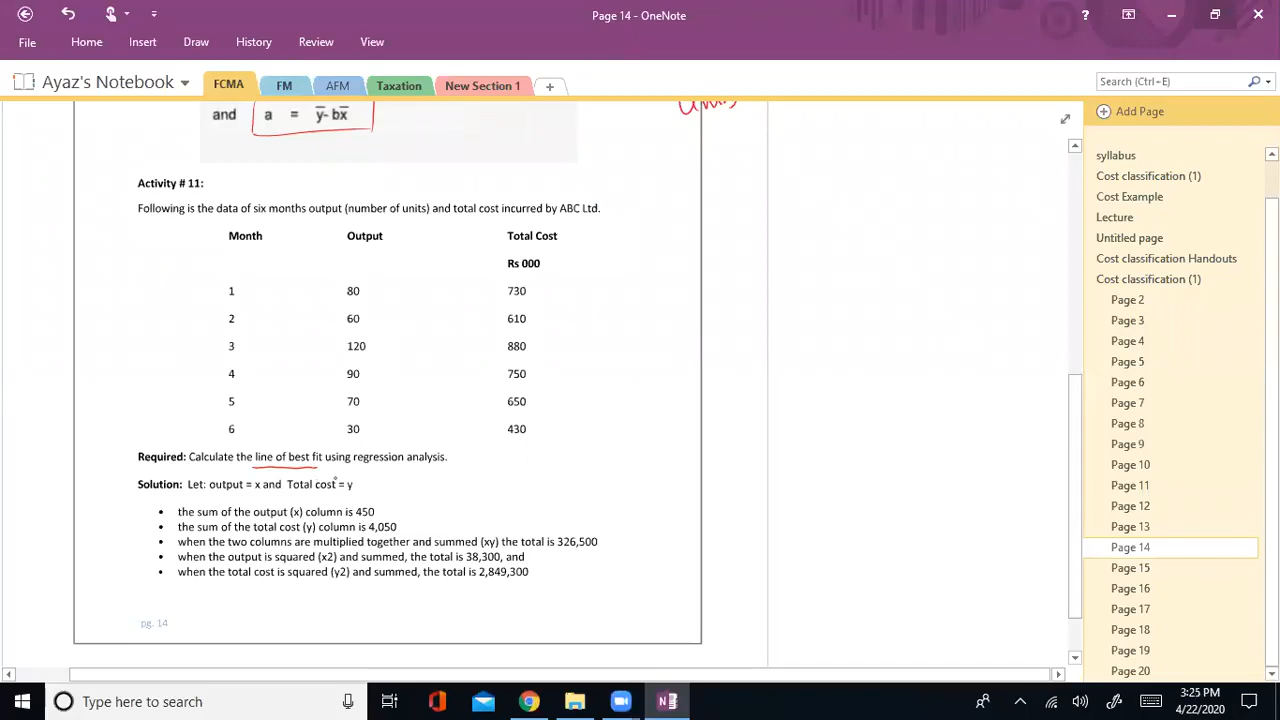 Page 14 - OneNote
?
File Home Insert Draw History Review View
Ayaz's Notebook FCMA FM AFM Taxation New Section 1 + Search (Ctrl+E)
and a = y̅- bx̅
Units
Add Page
syllabus
Cost classification (1)
Cost Example
Lecture
Untitled page
Cost classification Handouts
Cost classification (1)
Page 2
Page 3
Page 4
Page 5
Page 6
Page 7
Page 8
Page 9
Page 10
Page 11
Page 12
Page 13
Page 14
Page 15
Page 16
Page 17
Page 18
Page 19
Page 20
Activity # 11:
Following is the data of six months output (number of units) and total cost incurred by ABC Ltd.
Month Output Total Cost
Rs 000
1 80 730
2 60 610
3 120 880
4 90 750
5 70 650
6 30 430
Required: Calculate the line of best fit using regression analysis.
Solution: Let: output = x and Total cost = y
• the sum of the output (x) column is 450
• the sum of the total cost (y) column is 4,050
• when the two columns are multiplied together and summed (xy) the total is 326,500
• when the output is squared (x2) and summed, the total is 38,300, and
• when the total cost is squared (y2) and summed, the total is 2,849,300
pg. 14
Type here to search
3:25 PM
4/22/2020